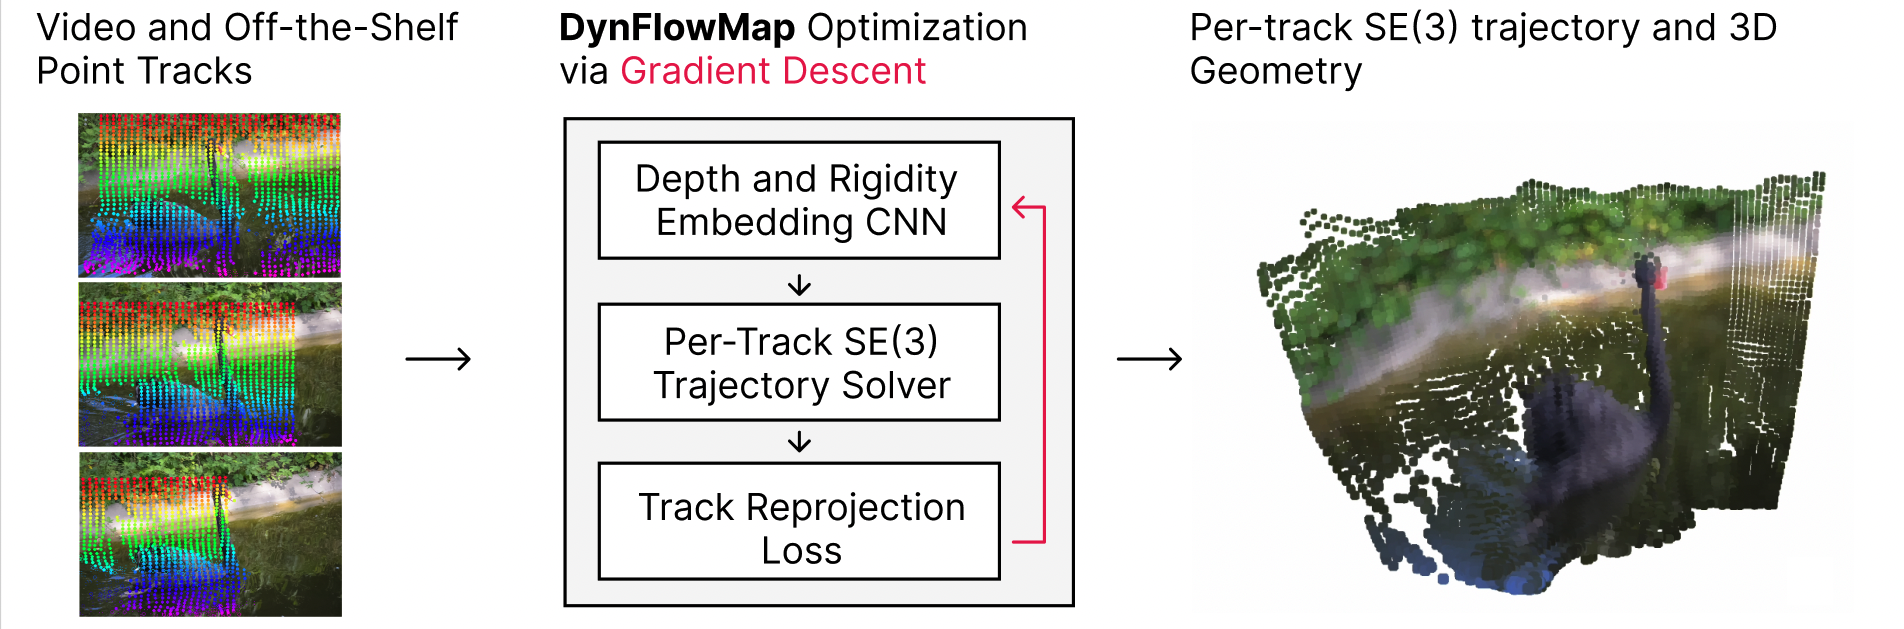 Video and Off-the-Shelf
Point Tracks
DynFlowMap Optimization
via Gradient Descent
Depth and Rigidity
Embedding CNN
Per-Track SE(3)
Trajectory Solver
Track Reprojection
Loss
Per-track SE(3) trajectory and 3D
Geometry